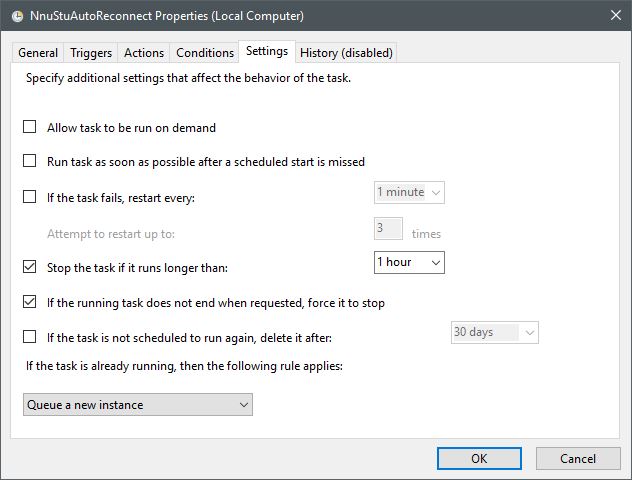 NnuStuAutoReconnect Properties (Local Computer)
General Triggers Actions Conditions Settings History (disabled)
Specify additional settings that affect the behavior of the task.
Allow task to be run on demand
Run task as soon as possible after a scheduled start is missed
If the task fails, restart every: 1 minute
Attempt to restart up to: 3 times
Stop the task if it runs longer than: 1 hour
If the running task does not end when requested, force it to stop
If the task is not scheduled to run again, delete it after: 30 days
If the task is already running, then the following rule applies:
Queue a new instance
OK Cancel